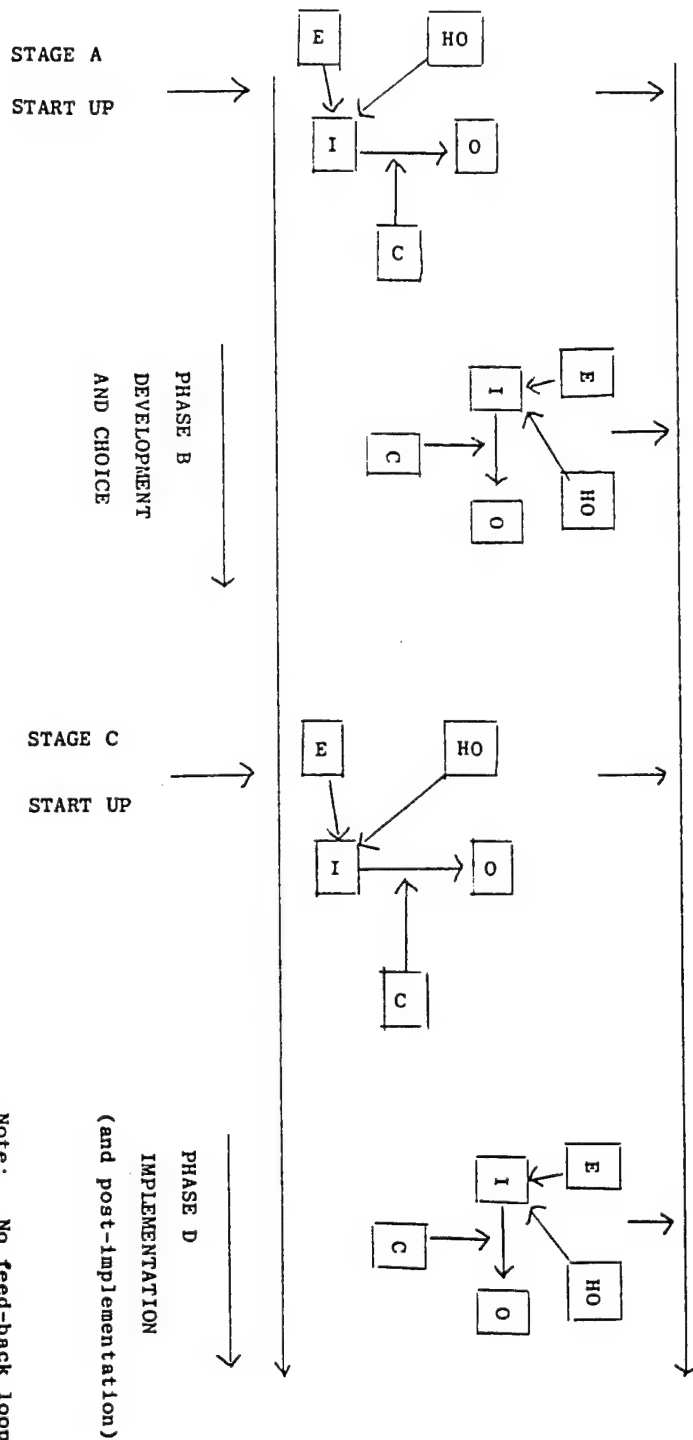 STAGE A
START UP
E
HO
I
O
C
PHASE B
DEVELOPMENT
AND CHOICE
E
I
HO
C
O
STAGE C
START UP
E
HO
I
O
C
PHASE D
IMPLEMENTATION
(and post-implementation)
E
I
HO
C
O
Note: No feed-back loop